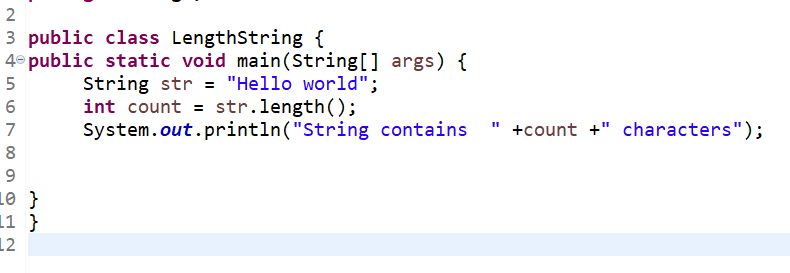 2
3 public class LengthString {
4 public static void main(String[] args) {
5 String str = "Hello world";
6 int count = str.length();
7 System.out.println("String contains  " +count +" characters");
8
9
10 }
11 }
12